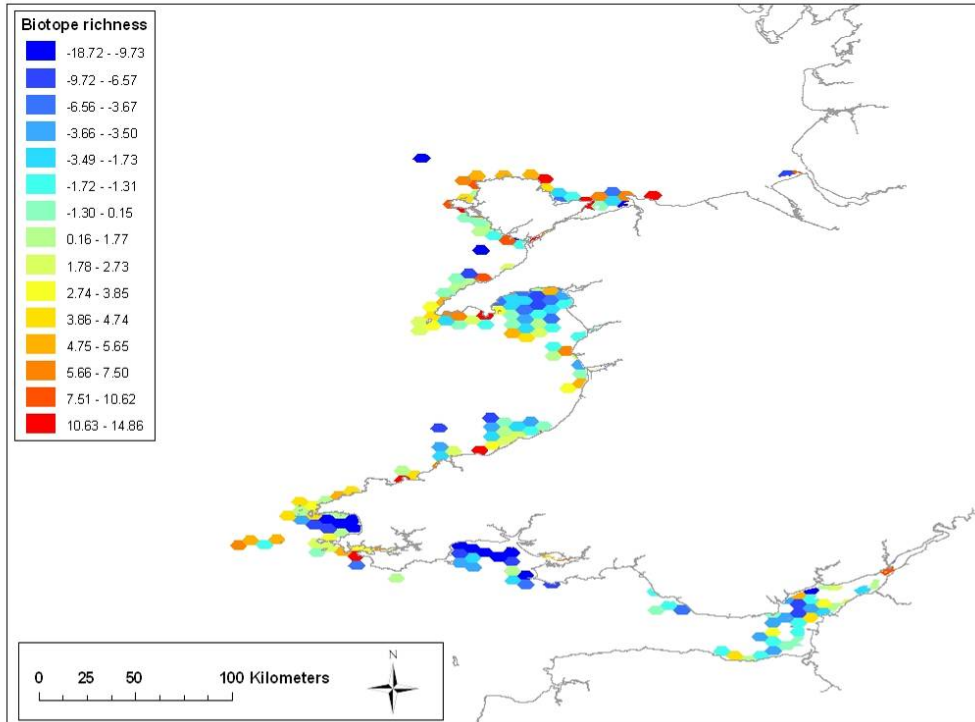 Biotope richness
-18.72 - -9.73
-9.72 - -6.57
-6.56 - -3.67
-3.66 - -3.50
-3.49 - -1.73
-1.72 - -1.31
-1.30 - 0.15
0.16 - 1.77
1.78 - 2.73
2.74 - 3.85
3.86 - 4.74
4.75 - 5.65
5.66 - 7.50
7.51 - 10.62
10.63 - 14.86
N
0 25 50 100 Kilometers